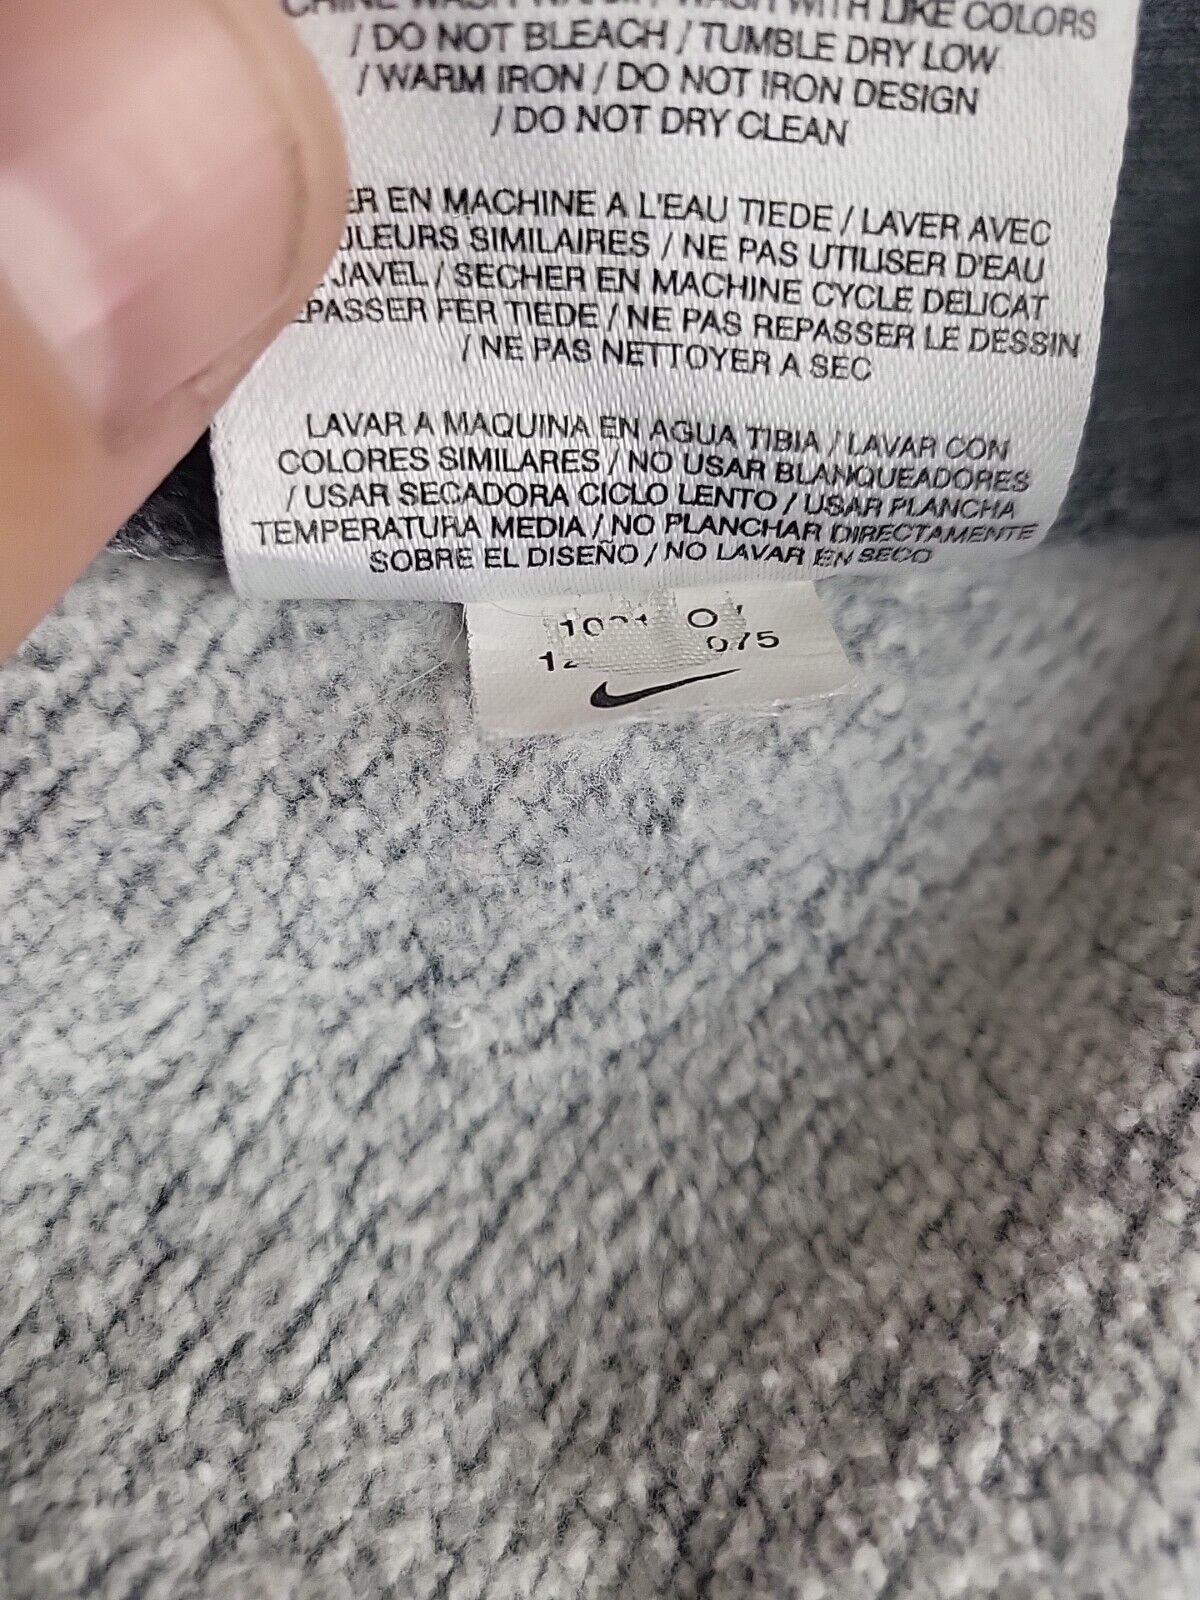 WITH LIKE COLORS
/ DO NOT BLEACH / TUMBLE DRY LOW
/ WARM IRON / DO NOT IRON DESIGN
/ DO NOT DRY CLEAN
EN MACHINE A L'EAU TIEDE / LAVER AVEC
SIMILAIRES / NE PAS UTILISER D'EAU
JAVEL / SECHER EN MACHINE CYCLE DELICAT
FER TIEDE / NE PAS REPASSER LE DESSIN
/ NE PAS NETTOYER A SEC
LAVAR A MAQUINA EN AGUA TIBIA / LAVAR CON
COLORES SIMILARES / NO USAR BLANQUEADORES
/ USAR SECADORA CICLO LENTO / USAR PLANCHA
TEMPERATURA MEDIA / NO PLANCHAR DIRECTAMENTE
SOBRE EL DISEÑO / NO LAVAR EN SECO